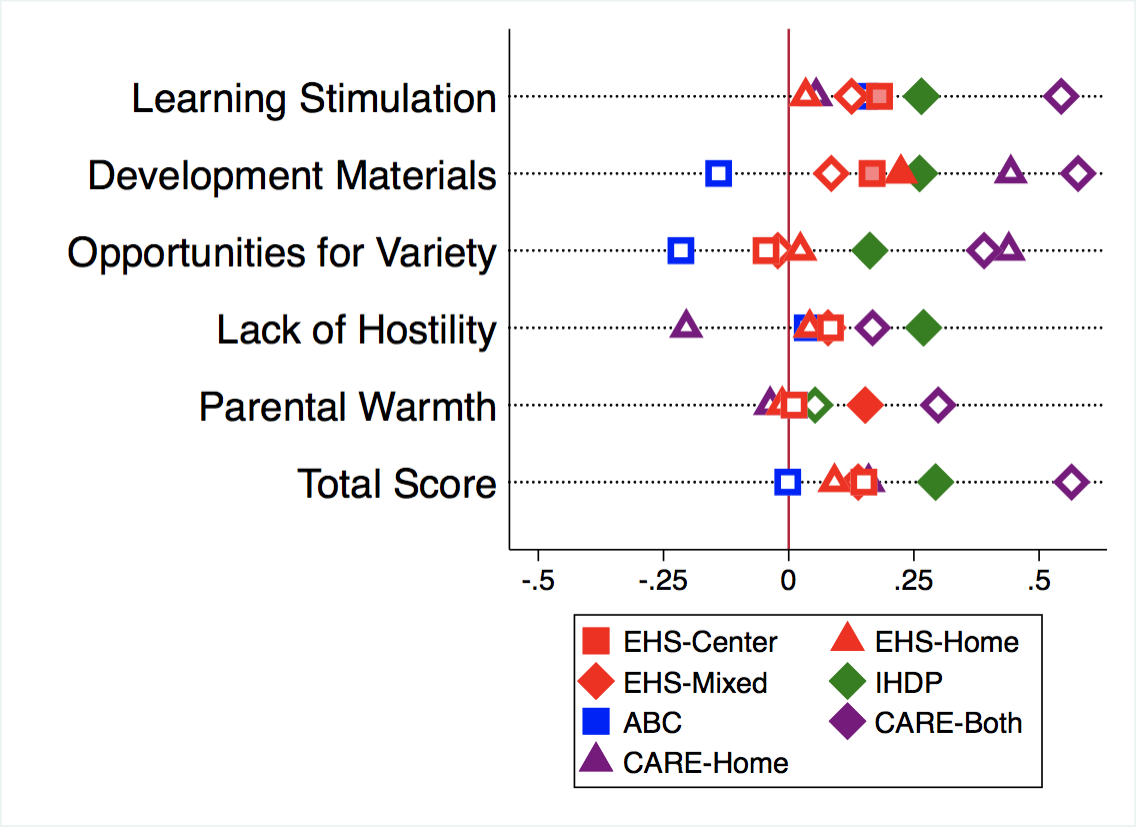 Learning Stimulation
Development Materials
Opportunities for Variety
Lack of Hostility
Parental Warmth
Total Score
-.5 -.25 0 .25 .5
EHS-Center EHS-Home
EHS-Mixed IHDP
ABC CARE-Both
CARE-Home